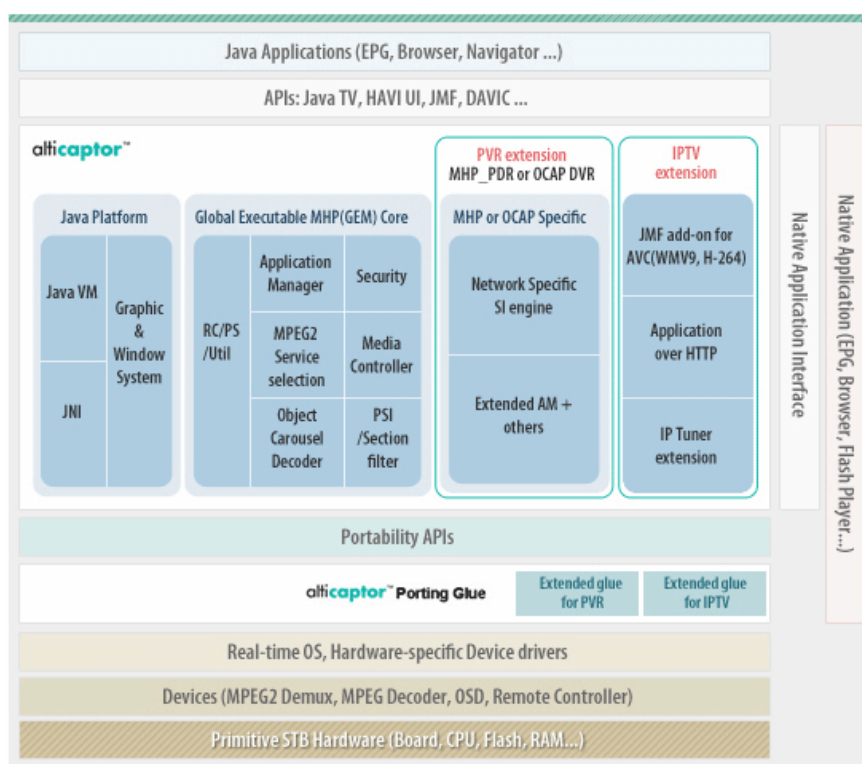 Java Applications (EPG, Browser, Navigator ...)
APIs: Java TV, HAVI UI, JMF, DAVIC ...
alticaptor™
PVR extension
MHP_PDR or OCAP DVR
IPTV
extension
Java Platform
Java VM
JNI
Graphic
&
Window
System
Global Executable MHP(GEM) Core
RC/PS
/Util
Application
Manager
Security
MPEG2
Service
selection
Media
Controller
Object
Carousel
Decoder
PSI
/Section
filter
MHP or OCAP Specific
Network Specific
SI engine
Extended AM +
others
JMF add-on for
AVC(WMV9, H-264)
Application
over HTTP
IP Tuner
extension
Native Application Interface
Native Application (EPG, Browser, Flash Player...)
Portability APIs
alticaptor™ Porting Glue
Extended glue
for PVR
Extended glue
for IPTV
Real-time OS, Hardware-specific Device drivers
Devices (MPEG2 Demux, MPEG Decoder, OSD, Remote Controller)
Primitive STB Hardware (Board, CPU, Flash, RAM...)